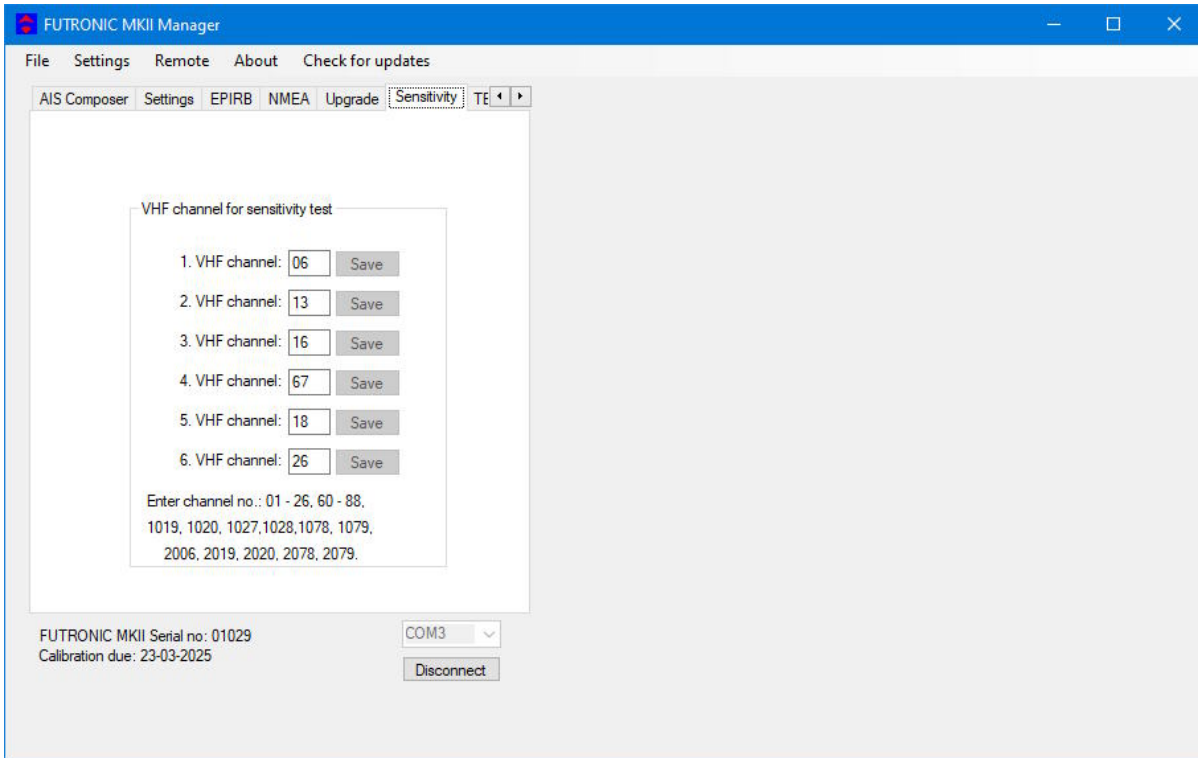 FUTRONIC MKII Manager
File Settings Remote About Check for updates
AIS Composer Settings EPIRB NMEA Upgrade Sensitivity TE
VHF channel for sensitivity test
1. VHF channel: 06 Save
2. VHF channel: 13 Save
3. VHF channel: 16 Save
4. VHF channel: 67 Save
5. VHF channel: 18 Save
6. VHF channel: 26 Save
Enter channel no.: 01 - 26, 60 - 88,
1019, 1020, 1027,1028,1078, 1079,
2006, 2019, 2020, 2078, 2079.
FUTRONIC MKII Serial no: 01029
COM3
Calibration due: 23-03-2025
Disconnect